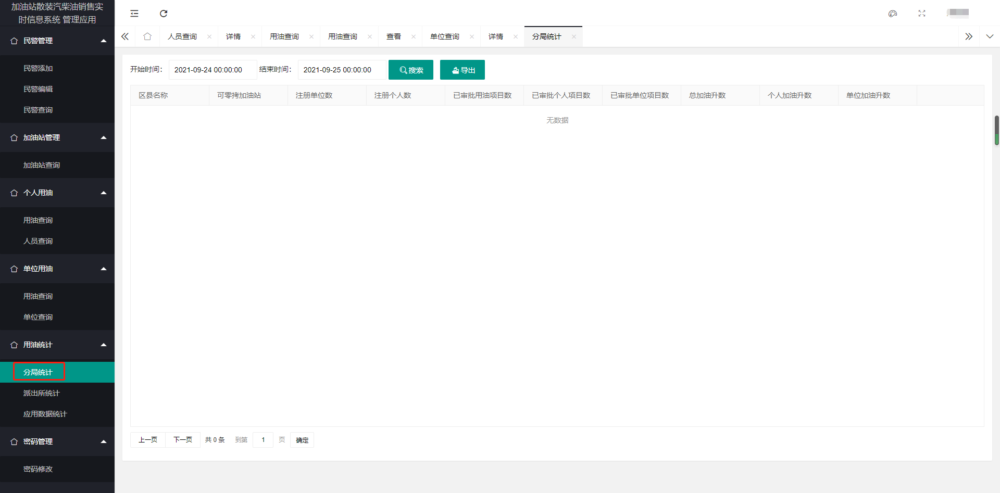 加油站散装汽柴油销售实
时信息系统 管理应用
民警管理
民警添加
民警编辑
民警查询
加油站管理
加油站查询
个人用油
用油查询
人员查询
单位用油
用油查询
单位查询
用油统计
分局统计
派出所统计
应用数据统计
密码管理
密码修改
人员查询 详情 用油查询 用油查询 查看 单位查询 详情 分局统计
开始时间： 2021-09-24 00:00:00 结束时间： 2021-09-25 00:00:00 搜索 导出
区县名称 可零拷加油站 注册单位数 注册个人数 已审批用油项目数 已审批个人项目数 已审批单位项目数 总加油升数 个人加油升数 单位加油升数
无数据
上一页 下一页 共 0 条 到第 1 页 确定